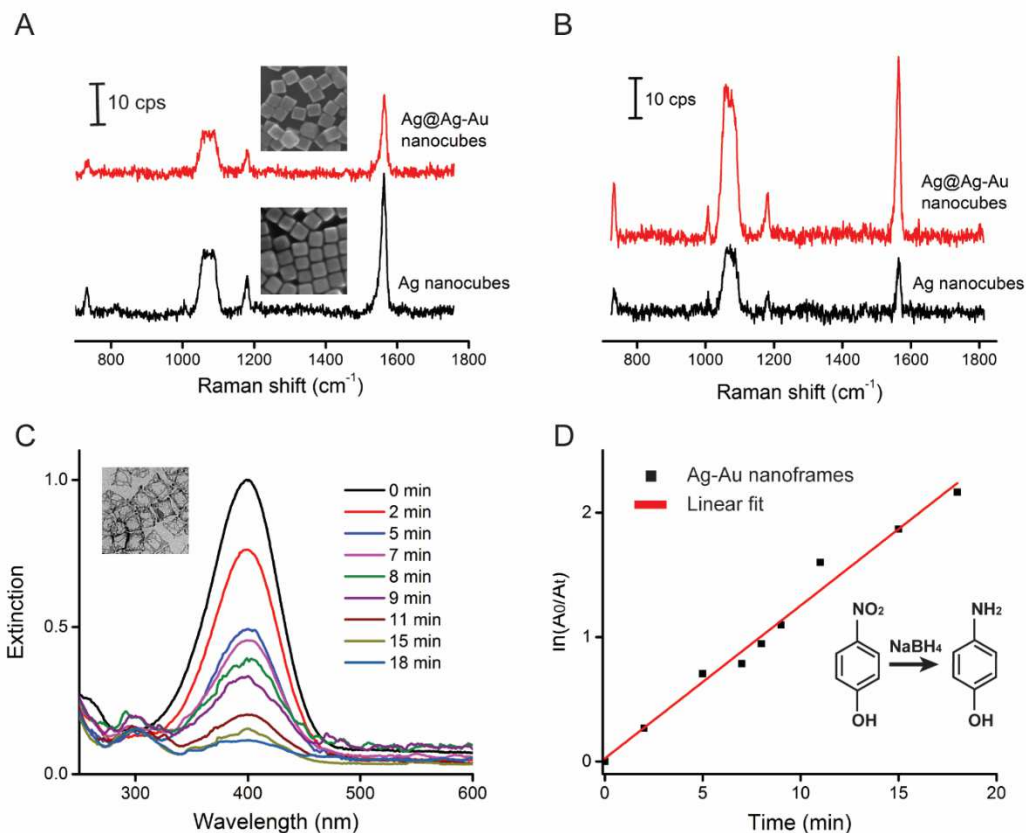 A
10 cps
Ag@Ag-Au
nanocubes
Ag nanocubes
800 1000 1200 1400 1600 1800
Raman shift (cm⁻¹)
B
10 cps
Ag@Ag-Au
nanocubes
Ag nanocubes
800 1000 1200 1400 1600 1800
Raman shift (cm⁻¹)
C
1.0
0.5
0.0
Extinction
0 min
2 min
5 min
7 min
8 min
9 min
11 min
15 min
18 min
300 400 500 600
Wavelength (nm)
D
Ag-Au nanoframes
Linear fit
2
1
0
ln(A₀/Aₜ)
NO₂
NaBH₄
NH₂
OH
OH
0 5 10 15 20
Time (min)